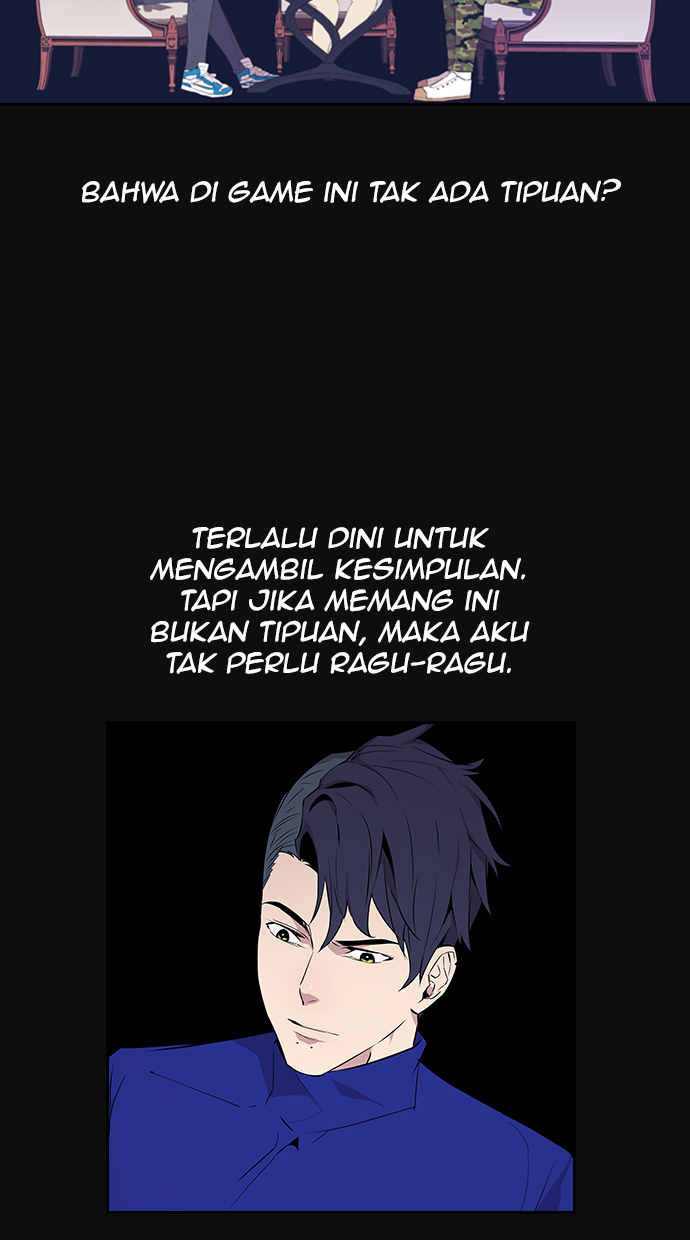 BAHWA DI GAME INI TAK ADA TIPUAN?
TERLALU DINI UNTUK
MENGAMBIL KESIMPULAN.
TAPI JIKA MEMANG INI
BUKAN TIPUAN, MAKA AKU
TAK PERLU RAGU-RAGU.